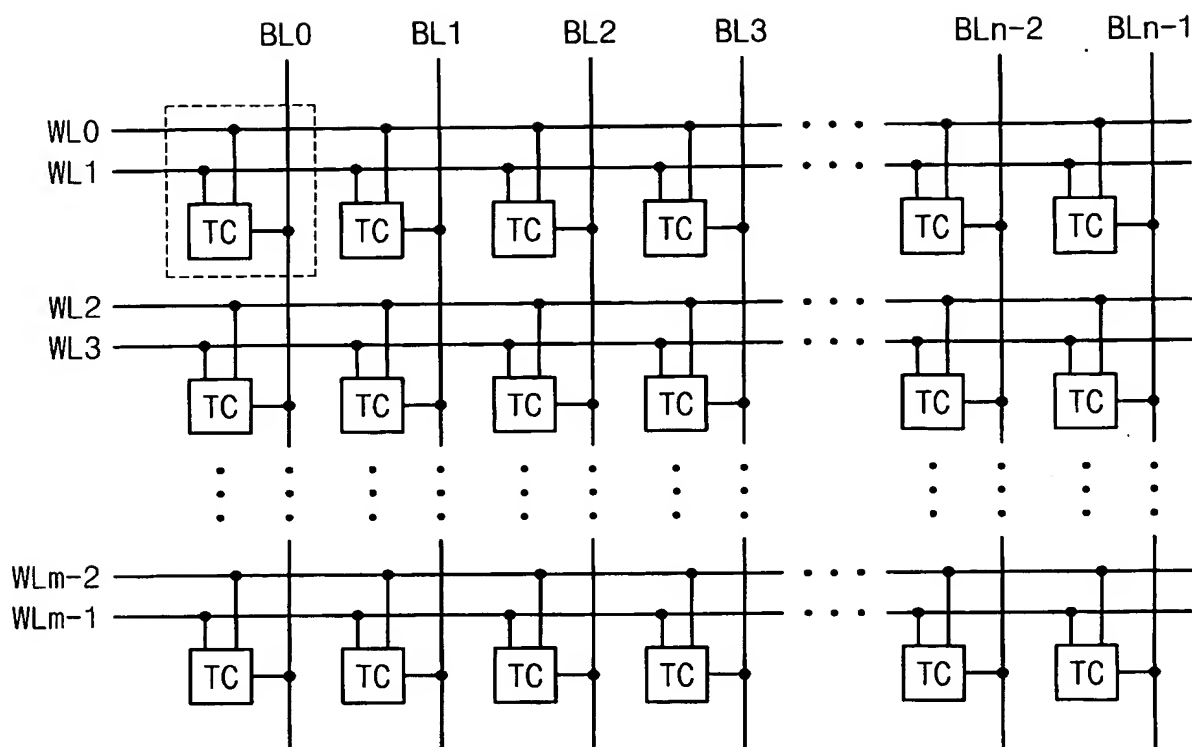 BL0 BL1 BL2 BL3 BLn-2 BLn-1
WL0
WL1
TC TC TC TC TC TC
WL2
WL3
TC TC TC TC TC TC
WLm-2
WLm-1
TC TC TC TC TC TC